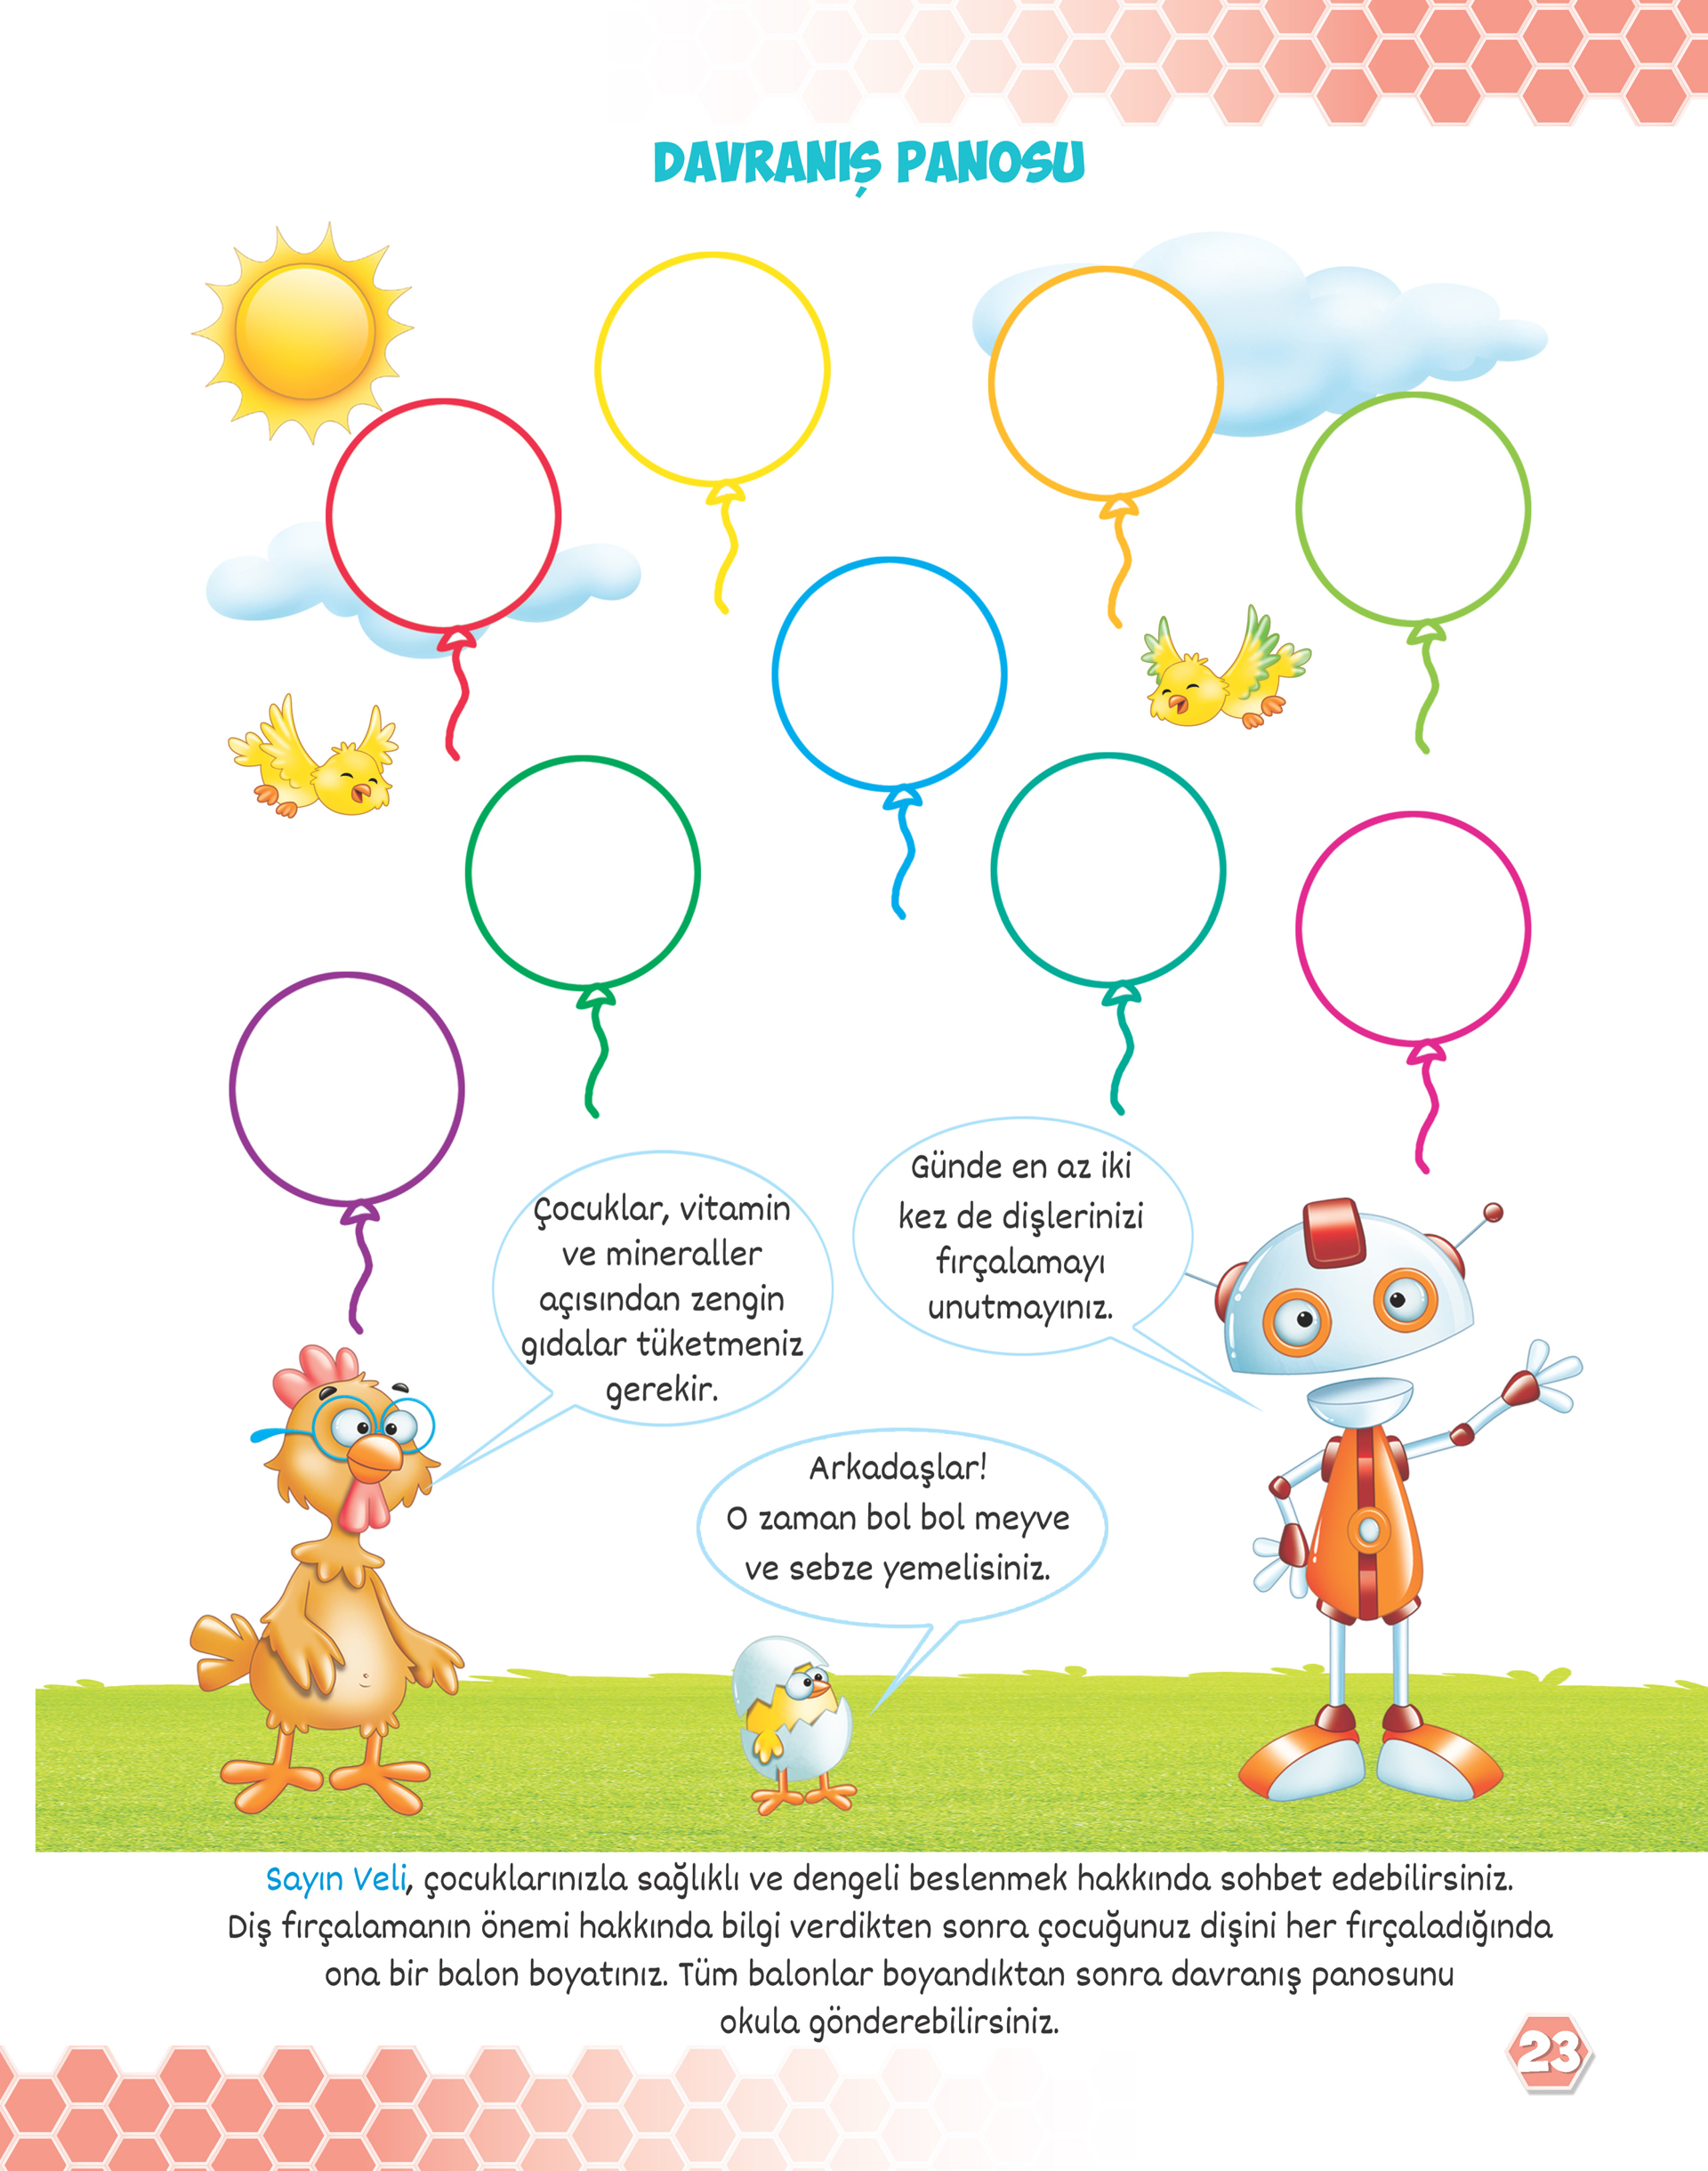 DAVRANIŞ PANOSU
Çocuklar, vitamin
ve mineraller
açısından zengin
gıdalar tüketmeniz
gerekir.
Günde en az iki
kez de dişlerinizi
fırçalamayı
unutmayınız.
Arkadaşlar!
O zaman bol bol meyve
ve sebze yemelisiniz.
Sayın Veli, çocuklarınızla sağlıklı ve dengeli beslenmek hakkında sohbet edebilirsiniz.
Diş fırçalamanın önemi hakkında bilgi verdikten sonra çocuğunuz dişini her fırçaladığında
ona bir balon boyatınız. Tüm balonlar boyandıktan sonra davranış panosunu
okula gönderebilirsiniz.
23